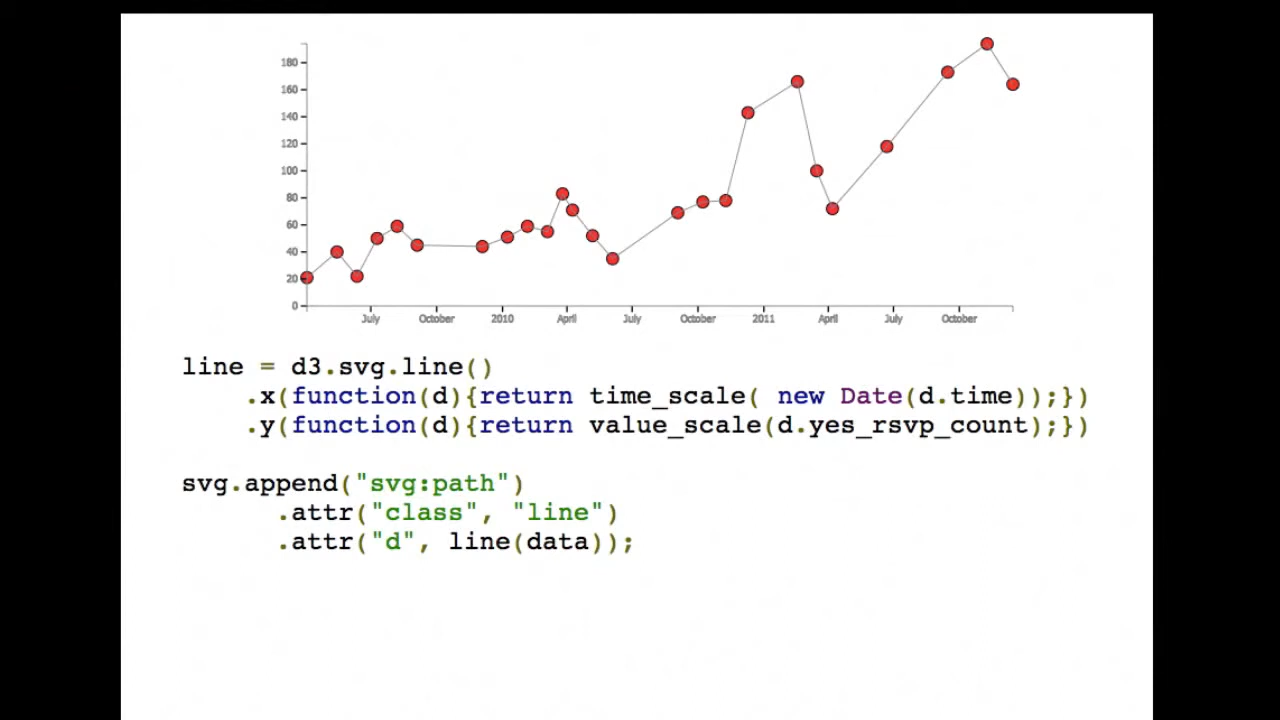 180
160
140
120
100
80
60
40
20
0
July October 2010 April July October 2011 April July October
line = d3.svg.line()
.x(function(d){return time_scale( new Date(d.time));})
.y(function(d){return value_scale(d.yes_rsvp_count);})
svg.append("svg:path")
.attr("class", "line")
.attr("d", line(data));